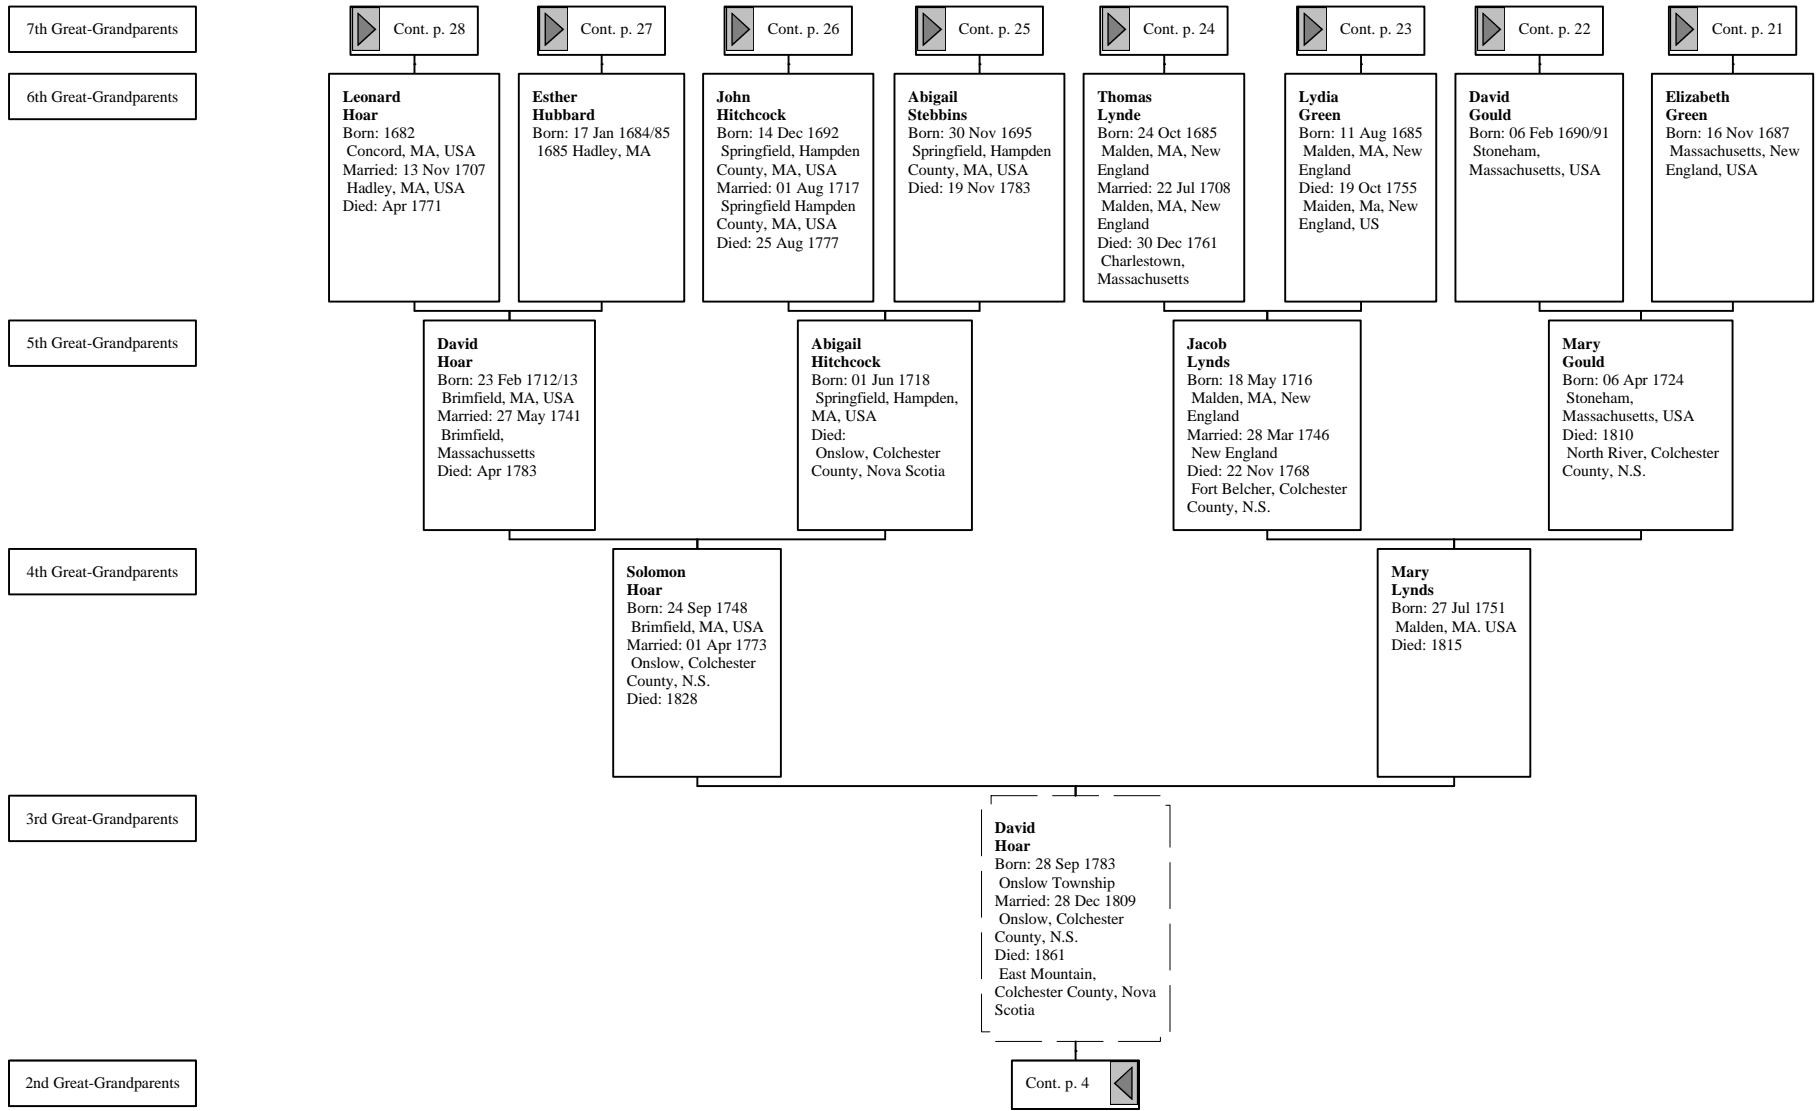 7th Great-Grandparents
Cont. p. 28
Cont. p. 27
Cont. p. 26
Cont. p. 25
Cont. p. 24
Cont. p. 23
Cont. p. 22
Cont. p. 21
6th Great-Grandparents
Leonard
Hoar
Born: 1682
Concord, MA, USA
Married: 13 Nov 1707
Hadley, MA, USA
Died: Apr 1771
Esther
Hubbard
Born: 17 Jan 1684/85
1685 Hadley, MA
John
Hitchcock
Born: 14 Dec 1692
Springfield, Hampden
County, MA, USA
Married: 01 Aug 1717
Springfield Hampden
County, MA, USA
Died: 25 Aug 1777
Abigail
Stebbins
Born: 30 Nov 1695
Springfield, Hampden
County, MA, USA
Died: 19 Nov 1783
Thomas
Lynde
Born: 24 Oct 1685
Malden, MA, New
England
Married: 22 Jul 1708
Malden, MA, New
England
Died: 30 Dec 1761
Charlestown,
Massachusetts
Lydia
Green
Born: 11 Aug 1685
Malden, MA, New
England
Died: 19 Oct 1755
Maiden, Ma, New
England, US
David
Gould
Born: 06 Feb 1690/91
Stoneham,
Massachusetts, USA
Elizabeth
Green
Born: 16 Nov 1687
Massachusetts, New
England, USA
5th Great-Grandparents
David
Hoar
Born: 23 Feb 1712/13
Brimfield, MA, USA
Married: 27 May 1741
Brimfield,
Massachussetts
Died: Apr 1783
Abigail
Hitchcock
Born: 01 Jun 1718
Springfield, Hampden,
MA, USA
Died:
Onslow, Colchester
County, Nova Scotia
Jacob
Lynds
Born: 18 May 1716
Malden, MA, New
England
Married: 28 Mar 1746
New England
Died: 22 Nov 1768
Fort Belcher, Colchester
County, N.S.
Mary
Gould
Born: 06 Apr 1724
Stoneham,
Massachusetts, USA
Died: 1810
North River, Colchester
County, N.S.
4th Great-Grandparents
Solomon
Hoar
Born: 24 Sep 1748
Brimfield, MA, USA
Married: 01 Apr 1773
Onslow, Colchester
County, N.S.
Died: 1828
Mary
Lynds
Born: 27 Jul 1751
Malden, MA. USA
Died: 1815
3rd Great-Grandparents
David
Hoar
Born: 28 Sep 1783
Onslow Township
Married: 28 Dec 1809
Onslow, Colchester
County, N.S.
Died: 1861
East Mountain,
Colchester County, Nova
Scotia
2nd Great-Grandparents
Cont. p. 4